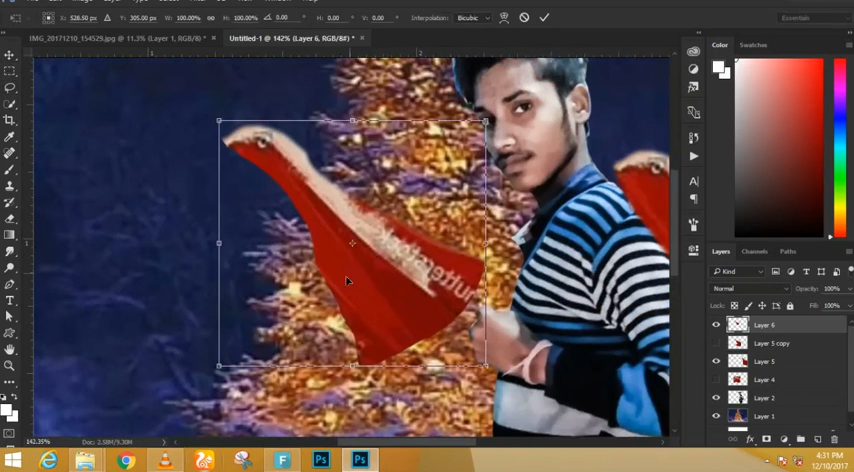 X: 528.50 px Y: 305.00 px W: 100.00% H: 100.00% 0.00 H: 0.00 V: 0.00 Interpolation: Bicubic Essentials
IMG_20171210_154529.jpg @ 11.3% (Layer 1, RGB/8) * × Untitled-1 @ 142% (Layer 6, RGB/8#) * ×
Color Swatches
Layers Channels Paths
Kind
Normal Opacity: 100%
Lock: Fill: 100%
Layer 6
Layer 5 copy
Layer 5
Layer 4
Layer 2
Layer 1
142.35% Doc: 2.58M/9.30M
4:31 PM
12/10/2017